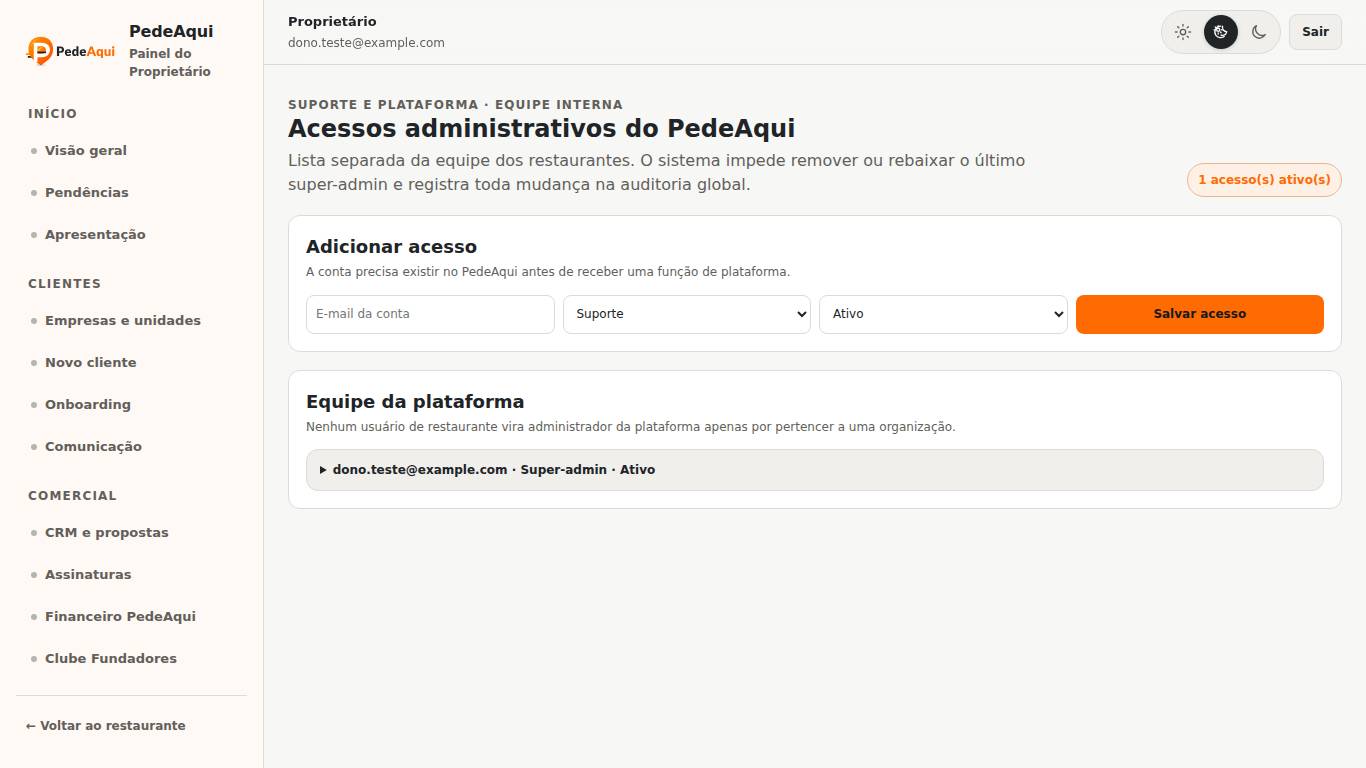 PedeAqui
PedeAqui
Painel do
Proprietário
INÍCIO
Visão geral
Pendências
Apresentação
CLIENTES
Empresas e unidades
Novo cliente
Onboarding
Comunicação
COMERCIAL
CRM e propostas
Assinaturas
Financeiro PedeAqui
Clube Fundadores
← Voltar ao restaurante
Proprietário
dono.teste@example.com
Sair
SUPORTE E PLATAFORMA · EQUIPE INTERNA
Acessos administrativos do PedeAqui
Lista separada da equipe dos restaurantes. O sistema impede remover ou rebaixar o último
super-admin e registra toda mudança na auditoria global.
1 acesso(s) ativo(s)
Adicionar acesso
A conta precisa existir no PedeAqui antes de receber uma função de plataforma.
E-mail da conta
Suporte
Ativo
Salvar acesso
Equipe da plataforma
Nenhum usuário de restaurante vira administrador da plataforma apenas por pertencer a uma organização.
dono.teste@example.com · Super-admin · Ativo